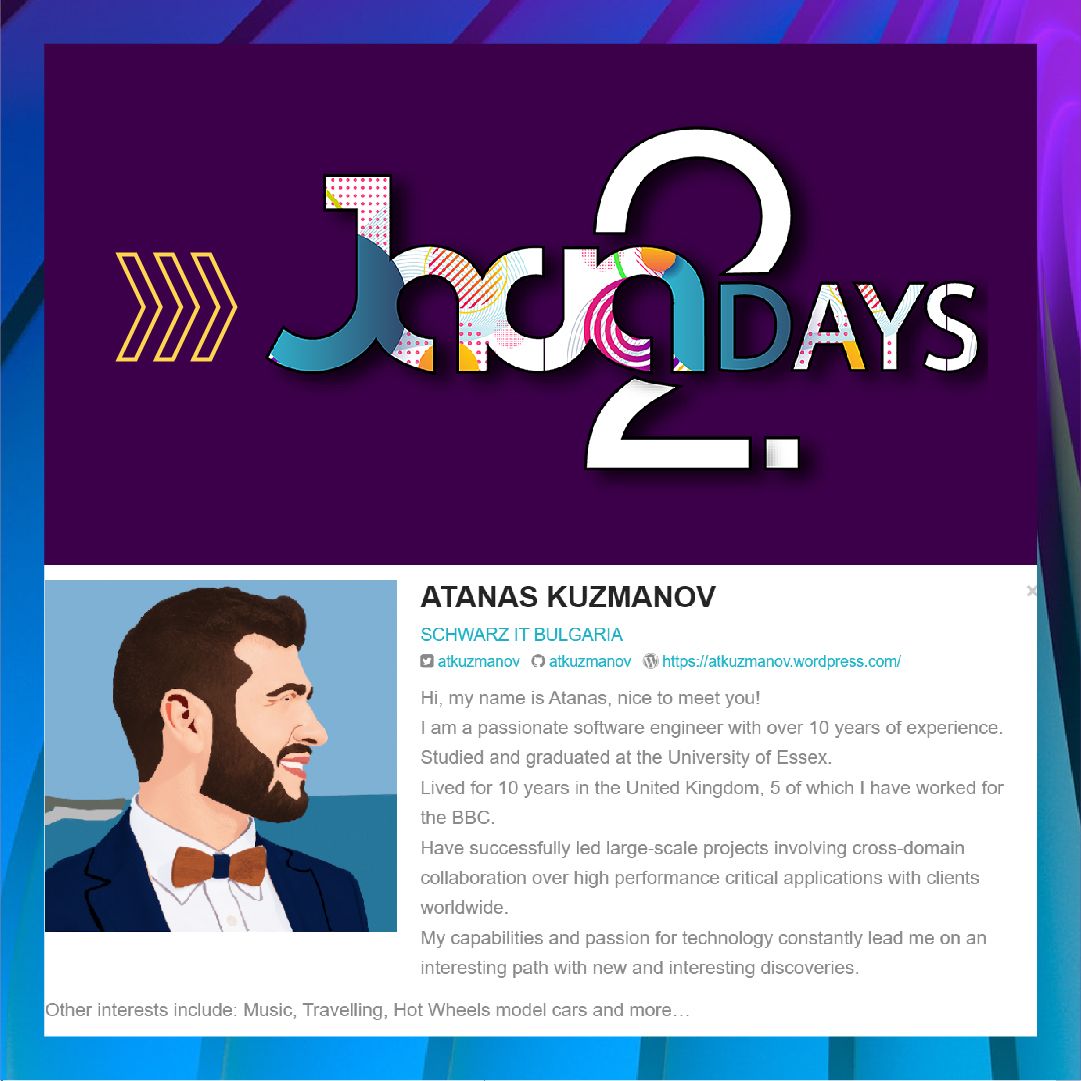 Java2DAYS
ATANAS KUZMANOV
×
SCHWARZ IT BULGARIA
atkuzmanov atkuzmanov https://atkuzmanov.wordpress.com/
Hi, my name is Atanas, nice to meet you!
I am a passionate software engineer with over 10 years of experience.
Studied and graduated at the University of Essex.
Lived for 10 years in the United Kingdom, 5 of which I have worked for
the BBC.
Have successfully led large-scale projects involving cross-domain
collaboration over high performance critical applications with clients
worldwide.
My capabilities and passion for technology constantly lead me on an
interesting path with new and interesting discoveries.
Other interests include: Music, Travelling, Hot Wheels model cars and more…